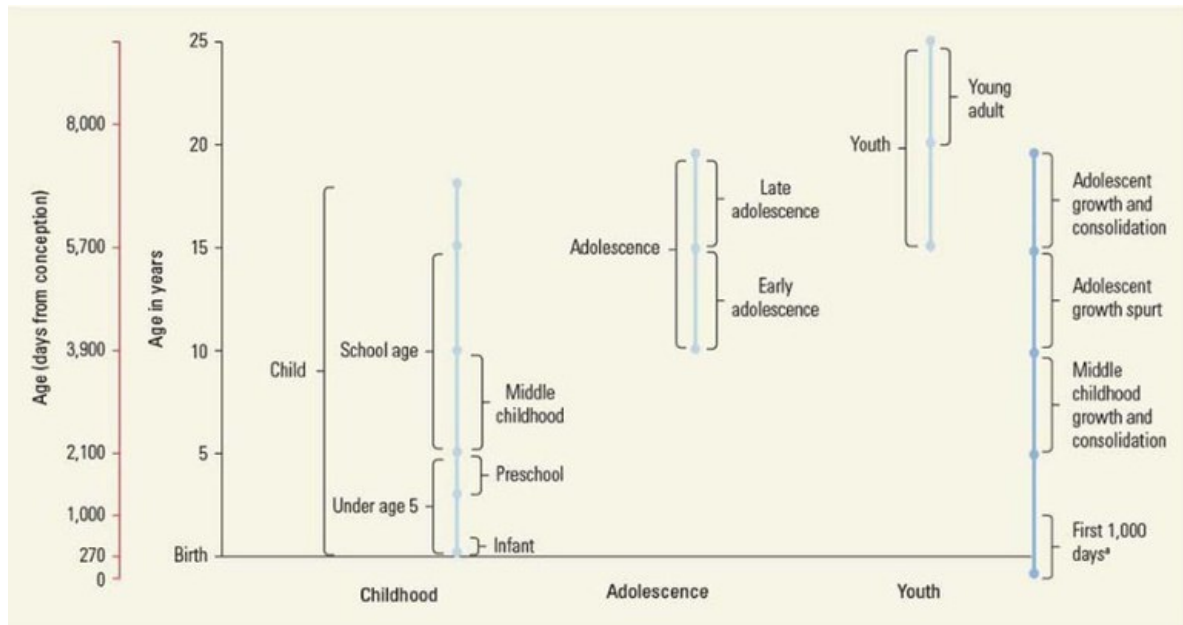 Age (days from conception)
8,000
5,700
3,900
2,100
1,000
270
0
Age in years
25
20
15
10
5
Birth
Child
School age
Middle
childhood
Under age 5
Preschool
Infant
Childhood
Adolescence
Late
adolescence
Early
adolescence
Adolescence
Youth
Young
adult
Youth
Adolescent
growth and
consolidation
Adolescent
growth spurt
Middle
childhood
growth and
consolidation
First 1,000
daysª